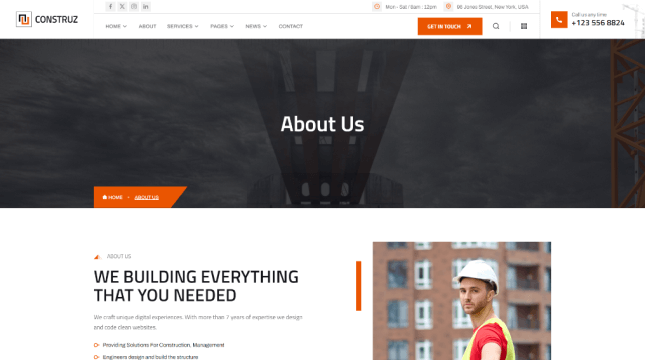 CONSTRUZ
Mon - Sat / 8am : 12pm
86 Jones Street, New York, USA
HOME ABOUT SERVICES PAGES NEWS CONTACT
GET IN TOUCH
Call us any time
+123 556 8824
About Us
HOME • ABOUT US
ABOUT US
WE BUILDING EVERYTHING
THAT YOU NEEDED
We craft unique digital experiences. With more than 7 years of expertise we design
and code clean websites.
Providing Solutions For Construction, Management
Engineers design and build the structure